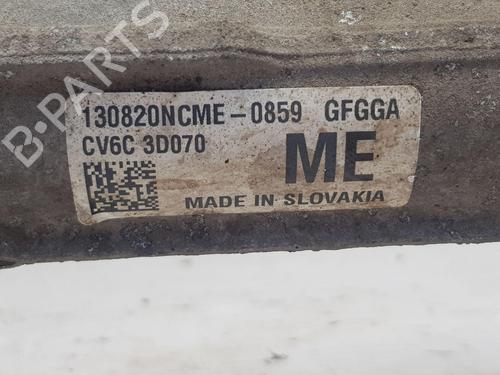 B-PARTS
130820NCME-0859 GFGGA
CV6C 3D070
ME
MADE IN SLOVAKIA